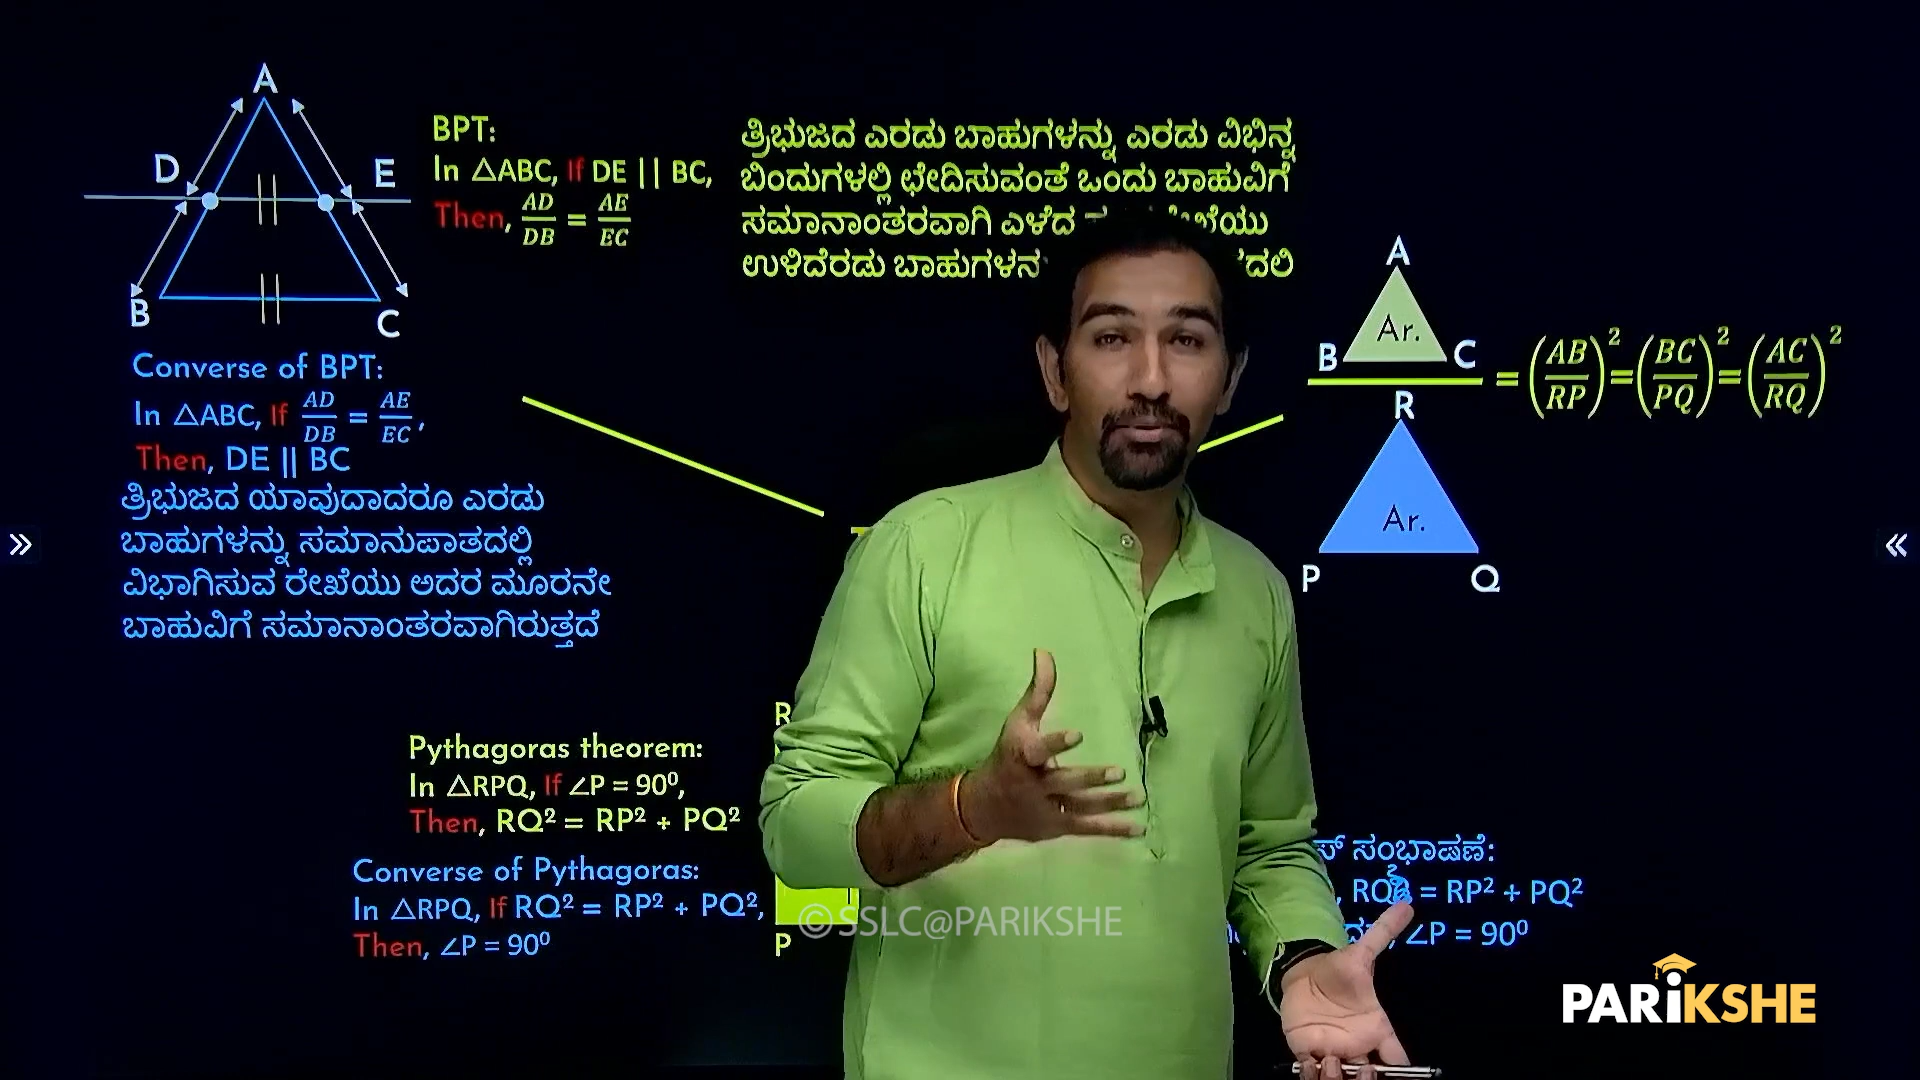 A
D
E
B
C
BPT:
In △ABC, If DE || BC,
Then, AD/DB = AE/EC
ತ್ರಿಭುಜದ ಎರಡು ಬಾಹುಗಳನ್ನು ಎರಡು ವಿಭಿನ್ನ
ಬಿಂದುಗಳಲ್ಲಿ ಛೇದಿಸುವಂತೆ ಒಂದು ಬಾಹುವಿಗೆ
ಸಮಾನಾಂತರವಾಗಿ ಎಳೆದ
ಉಳಿದೆರಡು
Converse of BPT:
In △ABC, If AD/DB = AE/EC,
Then, DE || BC
ತ್ರಿಭುಜದ ಯಾವುದಾದರೂ ಎರಡು
ಬಾಹುಗಳನ್ನು ಸಮಾನುಪಾತದಲ್ಲಿ
ವಿಭಾಗಿಸುವ ರೇಖೆಯು ಅದರ ಮೂರನೇ
ಬಾಹುವಿಗೆ ಸಮಾನಾಂತರವಾಗಿರುತ್ತದೆ
A
Ar.
B C
R
Ar.
P Q
= (AB/RP)² = (BC/PQ)² = (AC/RQ)²
Pythagoras theorem:
In △RPQ, If ∠P = 90⁰,
Then, RQ² = RP² + PQ²
Converse of Pythagoras:
In △RPQ, If RQ² = RP² + PQ²,
Then, ∠P = 90⁰
R
P
ಸಂಭಾಷಣೆ:
, RQ² = RP² + PQ²
∠P = 90⁰
©SSLC@PARIKSHE
PARiKSHE